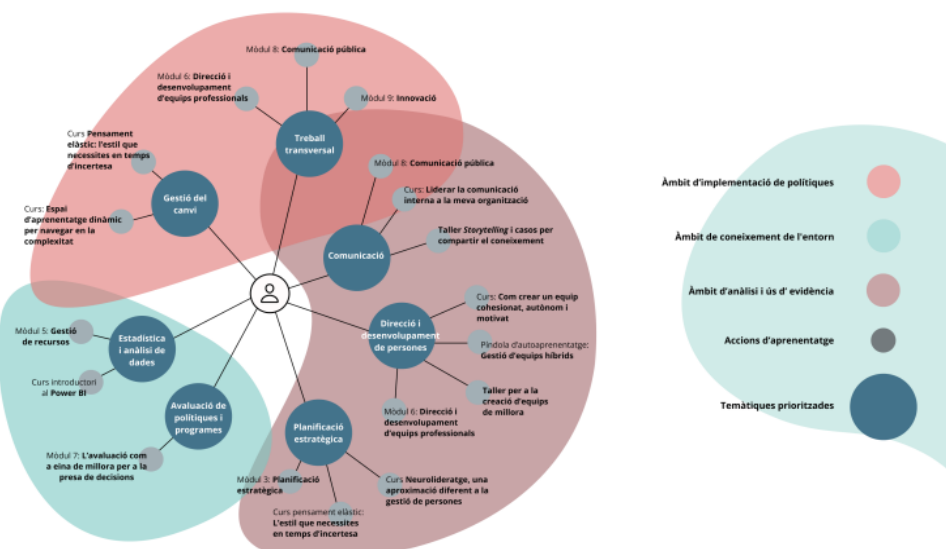 Mòdul 8: Comunicació pública
Mòdul 6: Direcció i
desenvolupament
d'equips professionals
Mòdul 9: Innovació
Treball
transversal
Curs Pensament
elàstic: l'estil que
necessites en temps
d'incertesa
Gestió del
canvi
Curs: Espai
d'aprenentatge dinàmic
per navegar en la
complexitat
Mòdul 8: Comunicació pública
Curs: Liderar la comunicació
interna a la meva organització
Taller Storytelling i casos per
compartir el coneixement
Comunicació
Curs: Com crear un equip
cohesionat, autònom i
motivat
Direcció i
desenvolupament
de persones
Píndola d'autoaprenentatge:
Gestió d'equips híbrids
Taller per a la
creació d'equips
de millora
Mòdul 6: Direcció i
desenvolupament
d'equips professionals
Mòdul 5: Gestió
de recursos
Estadística
i anàlisi de
dades
Curs introductori
al Power BI
Avaluació de
polítiques i
programes
Mòdul 7: L'avaluació com
a eina de millora per a la
presa de decisions
Planificació
estratègica
Mòdul 3: Planificació
estratègica
Curs Neurolideratge, una
aproximació diferent a la
gestió de persones
Curs pensament elàstic:
L'estil que necessites
en temps d'incertesa
Àmbit d'implementació de polítiques
Àmbit de coneixement de l'entorn
Àmbit d'anàlisi i ús d' evidència
Accions d'aprenentatge
Temàtiques prioritzades